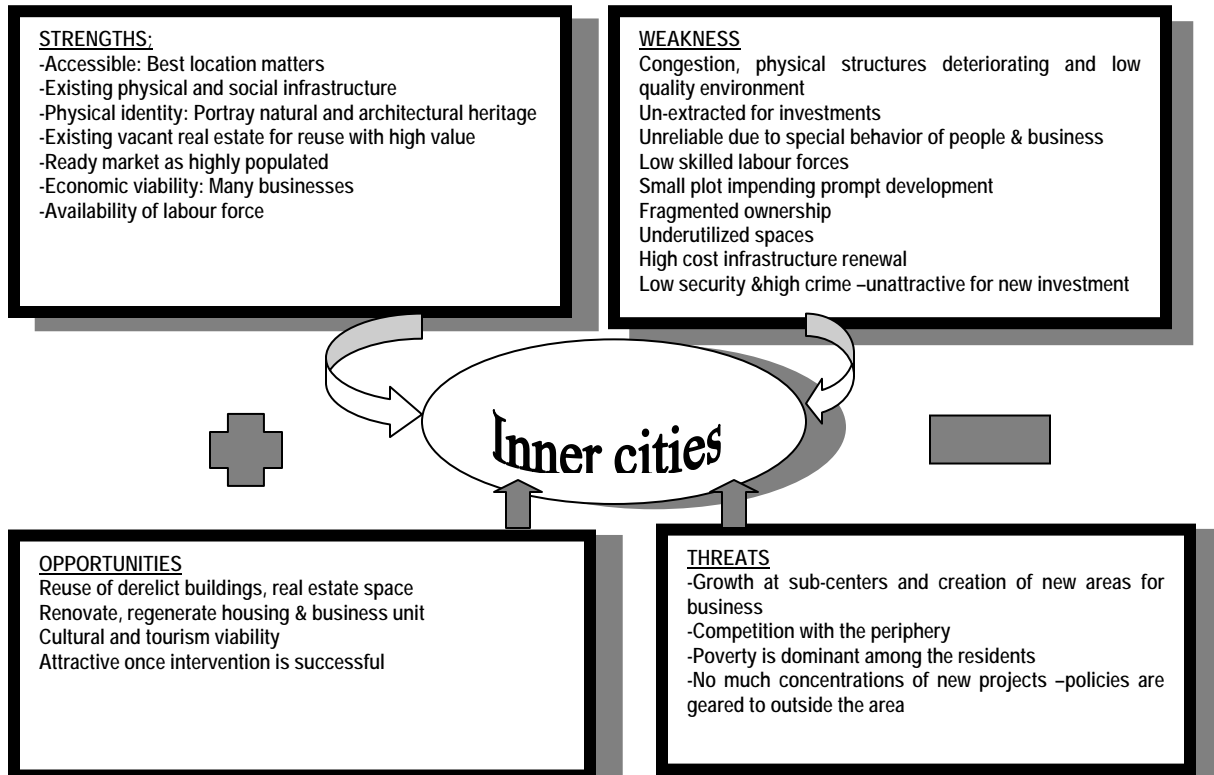 STRENGTHS;
-Accessible: Best location matters
-Existing physical and social infrastructure
-Physical identity: Portray natural and architectural heritage
-Existing vacant real estate for reuse with high value
-Ready market as highly populated
-Economic viability: Many businesses
-Availability of labour force
WEAKNESS
Congestion, physical structures deteriorating and low
quality environment
Un-extracted for investments
Unreliable due to special behavior of people & business
Low skilled labour forces
Small plot impending prompt development
Fragmented ownership
Underutilized spaces
High cost infrastructure renewal
Low security &high crime –unattractive for new investment
Inner cities
OPPORTUNITIES
Reuse of derelict buildings, real estate space
Renovate, regenerate housing & business unit
Cultural and tourism viability
Attractive once intervention is successful
THREATS
-Growth at sub-centers and creation of new areas for
business
-Competition with the periphery
-Poverty is dominant among the residents
-No much concentrations of new projects –policies are
geared to outside the area